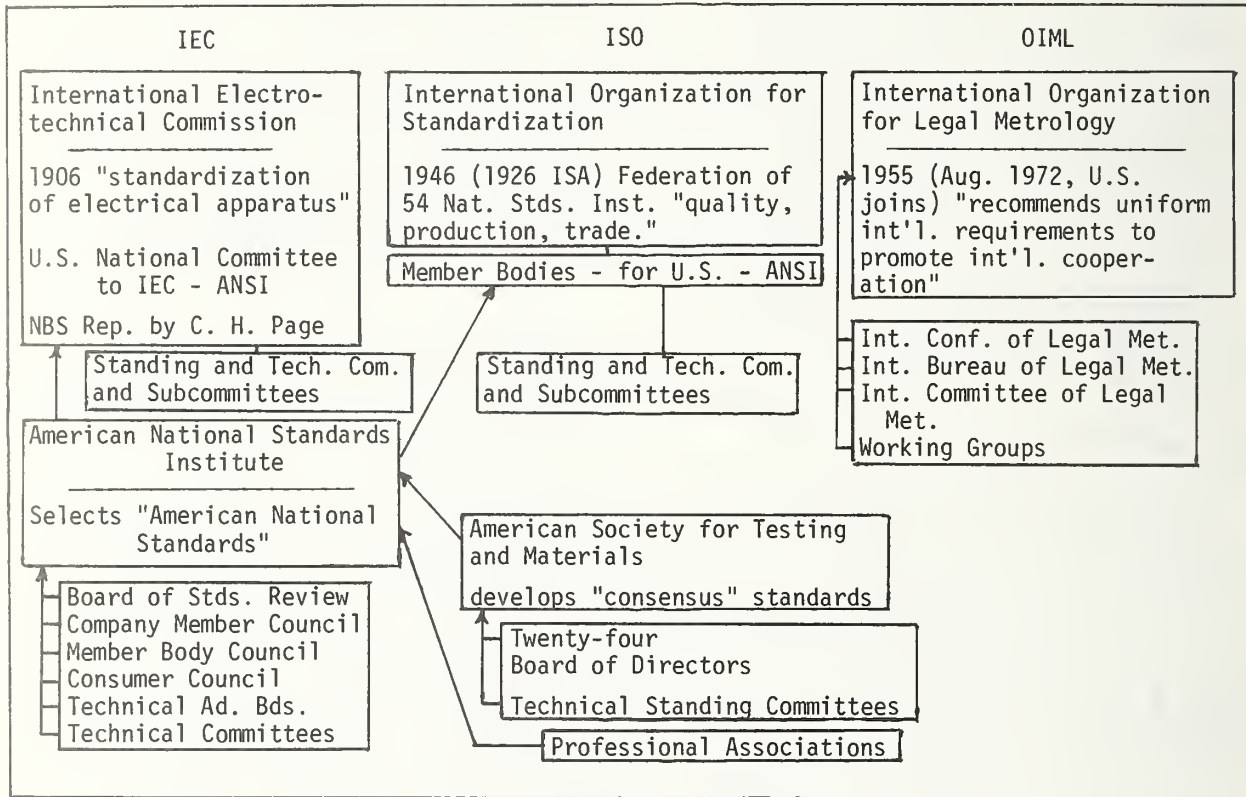 IEC
ISO
OIML
International Electro-
technical Commission
1906 "standardization
of electrical apparatus"
U.S. National Committee
to IEC - ANSI
NBS Rep. by C. H. Page
Standing and Tech. Com.
and Subcommittees
International Organization for
Standardization
1946 (1926 ISA) Federation of
54 Nat. Stds. Inst. "quality,
production, trade."
Member Bodies - for U.S. - ANSI
Standing and Tech. Com.
and Subcommittees
International Organization
for Legal Metrology
1955 (Aug. 1972, U.S.
joins) "recommends uniform
int'l. requirements to
promote int'l. cooper-
ation"
Int. Conf. of Legal Met.
Int. Bureau of Legal Met.
Int. Committee of Legal
Met.
Working Groups
American National Standards
Institute
Selects "American National
Standards"
Board of Stds. Review
Company Member Council
Member Body Council
Consumer Council
Technical Ad. Bds.
Technical Committees
American Society for Testing
and Materials
develops "consensus" standards
Twenty-four
Board of Directors
Technical Standing Committees
Professional Associations